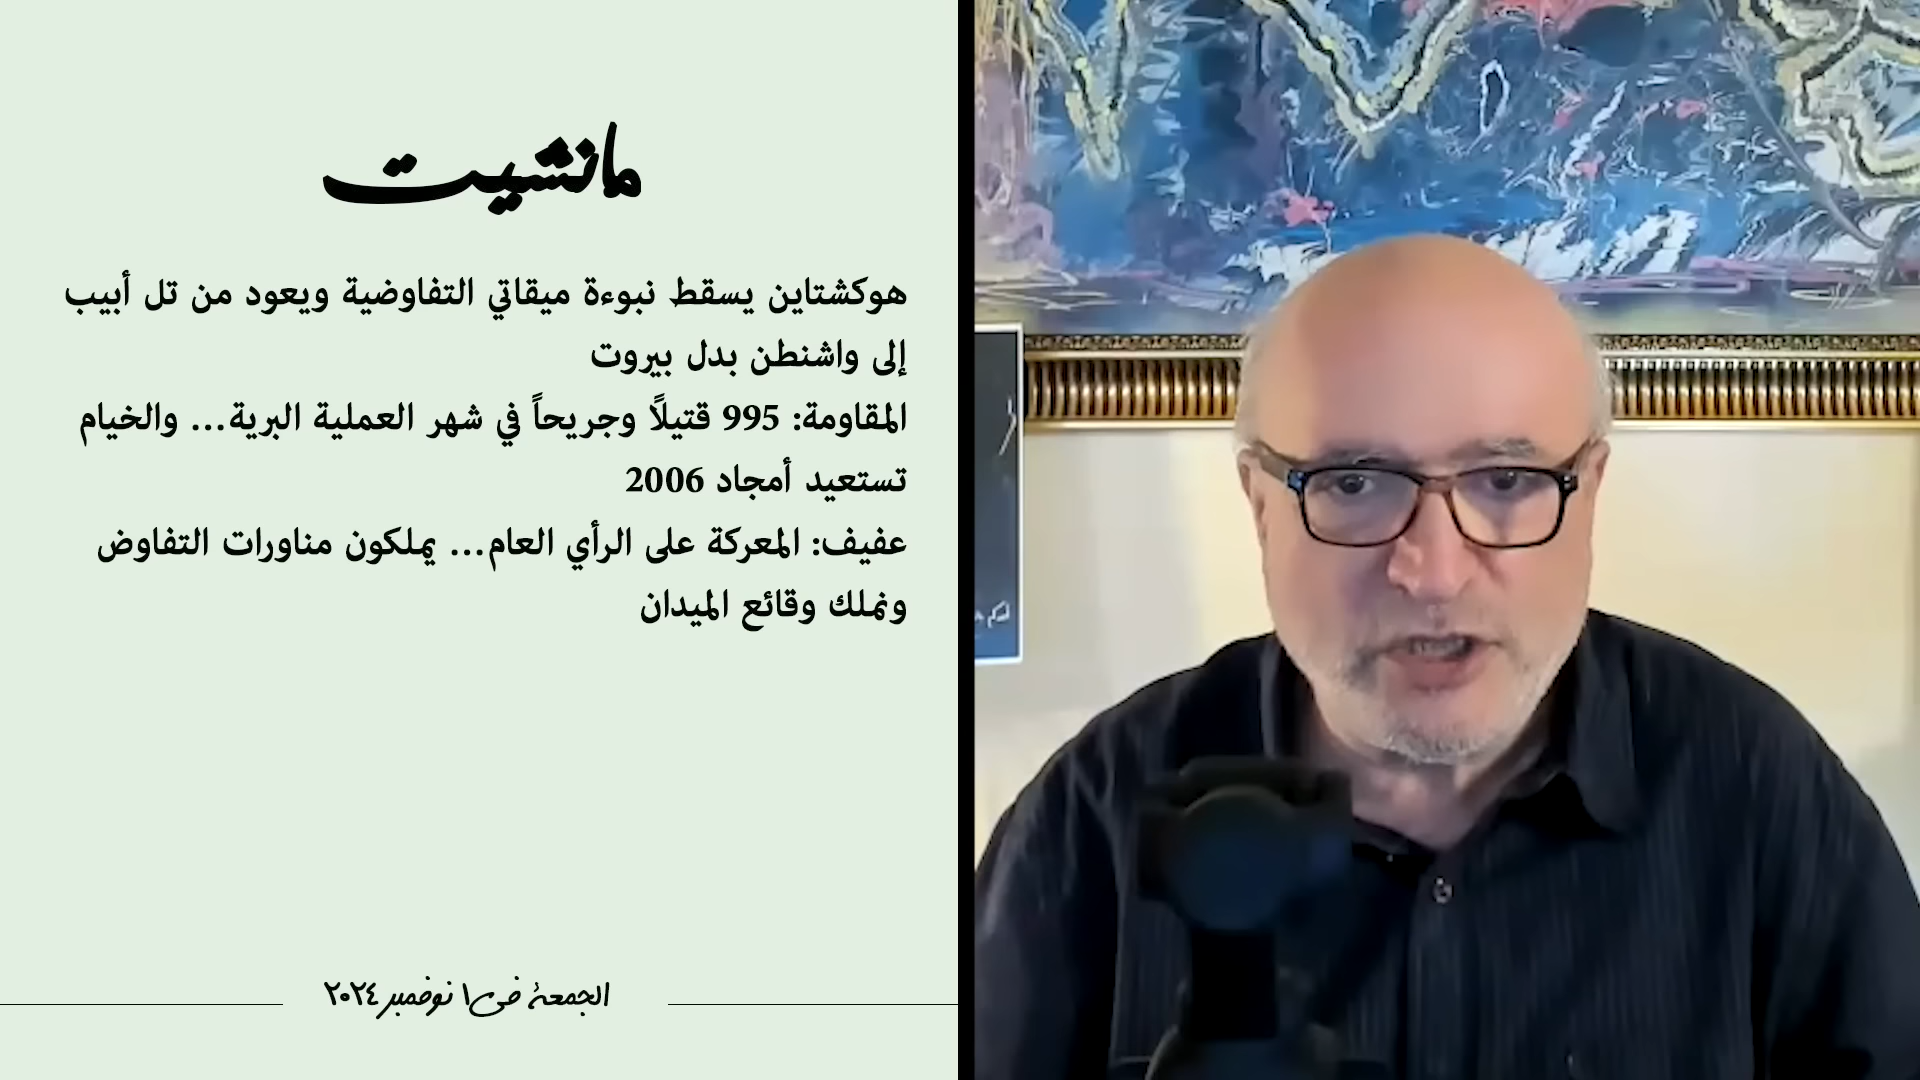 مانشيت
هوكشتاين يسقط نبوءة ميقاتي التفاوضية ويعود من تل أبيب
إلى واشنطن بدل بيروت
المقاومة: 995 قتيلًا وجريحاً في شهر العملية البرية... والخيام
تستعيد أمجاد 2006
عفيف: المعركة على الرأي العام... يملكون مناورات التفاوض
ونملك وقائع الميدان
الجمعة في ١ نوفمبر ٢٠٢٤